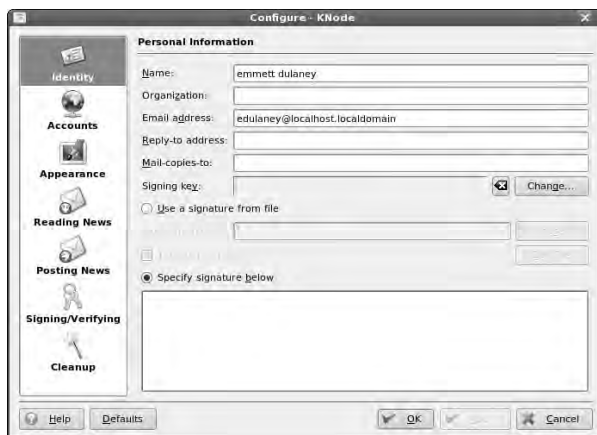 Configure - KNode
Identity
Accounts
Appearance
Reading News
Posting News
Signing/Verifying
Cleanup
Personal Information
Name: emmett dulaney
Organization:
Email address: edulaney@localhost.localdomain
Reply-to address:
Mail-copies-to:
Signing key: Change...
Use a signature from file
Specify signature below
Help Defaults OK Cancel